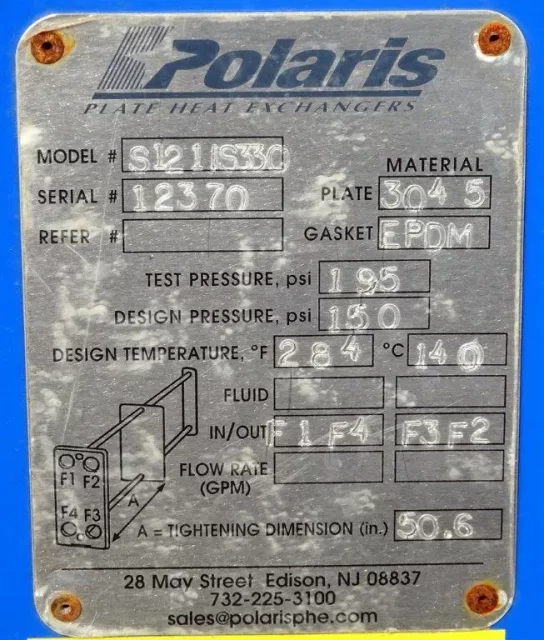 Polaris
PLATE HEAT EXCHANGERS
MODEL # S121IS330
MATERIAL
SERIAL # 12370 PLATE 304 S
REFER # GASKET EPDM
TEST PRESSURE, psi 195
DESIGN PRESSURE, psi 150
DESIGN TEMPERATURE, °F 284 °C 140
FLUID
IN/OUT F1 F4 F3 F2
FLOW RATE
(GPM)
F1 F2
F4 F3
A
A = TIGHTENING DIMENSION (in.) 50.6
28 May Street Edison, NJ 08837
732-225-3100
sales@polarisphe.com